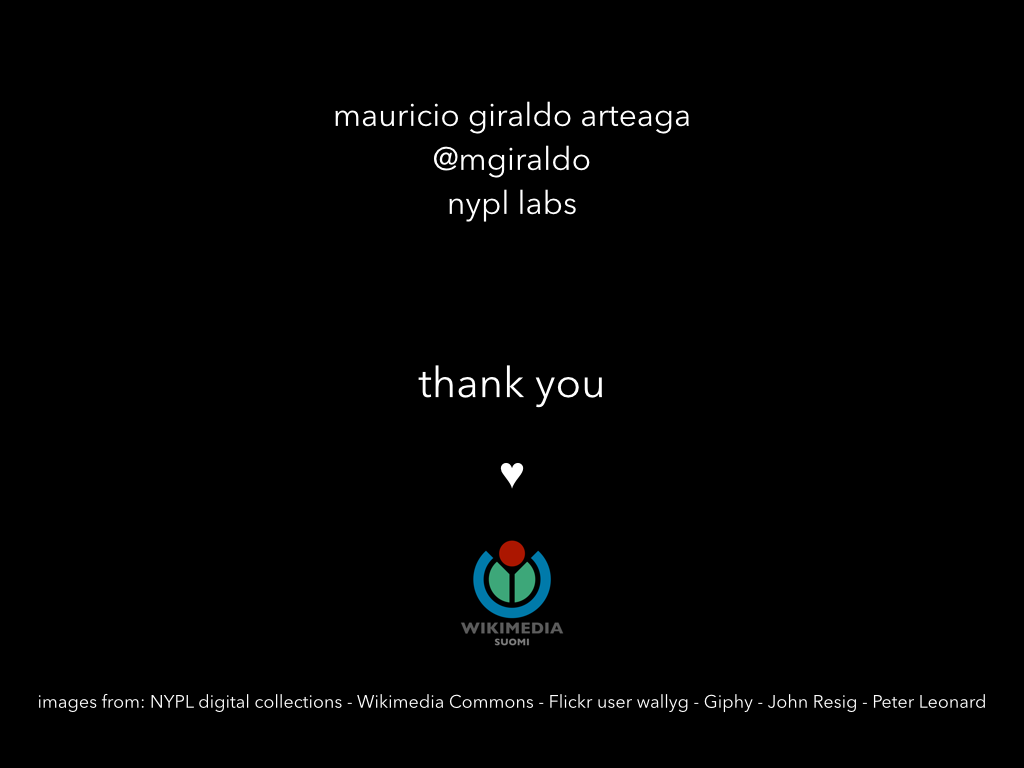 mauricio giraldo arteaga
@mgiraldo
nypl labs
thank you
♥
WIKIMEDIA
SUOMI
images from: NYPL digital collections - Wikimedia Commons - Flickr user wallyg - Giphy - John Resig - Peter Leonard